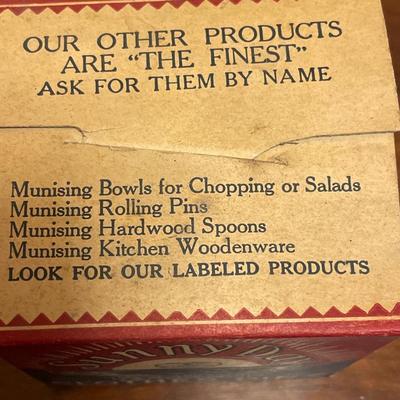 OUR OTHER PRODUCTS
ARE "THE FINEST"
ASK FOR THEM BY NAME
Munising Bowls for Chopping or Salads
Munising Rolling Pins
Munising Hardwood Spoons
Munising Kitchen Woodenware
LOOK FOR OUR LABELED PRODUCTS